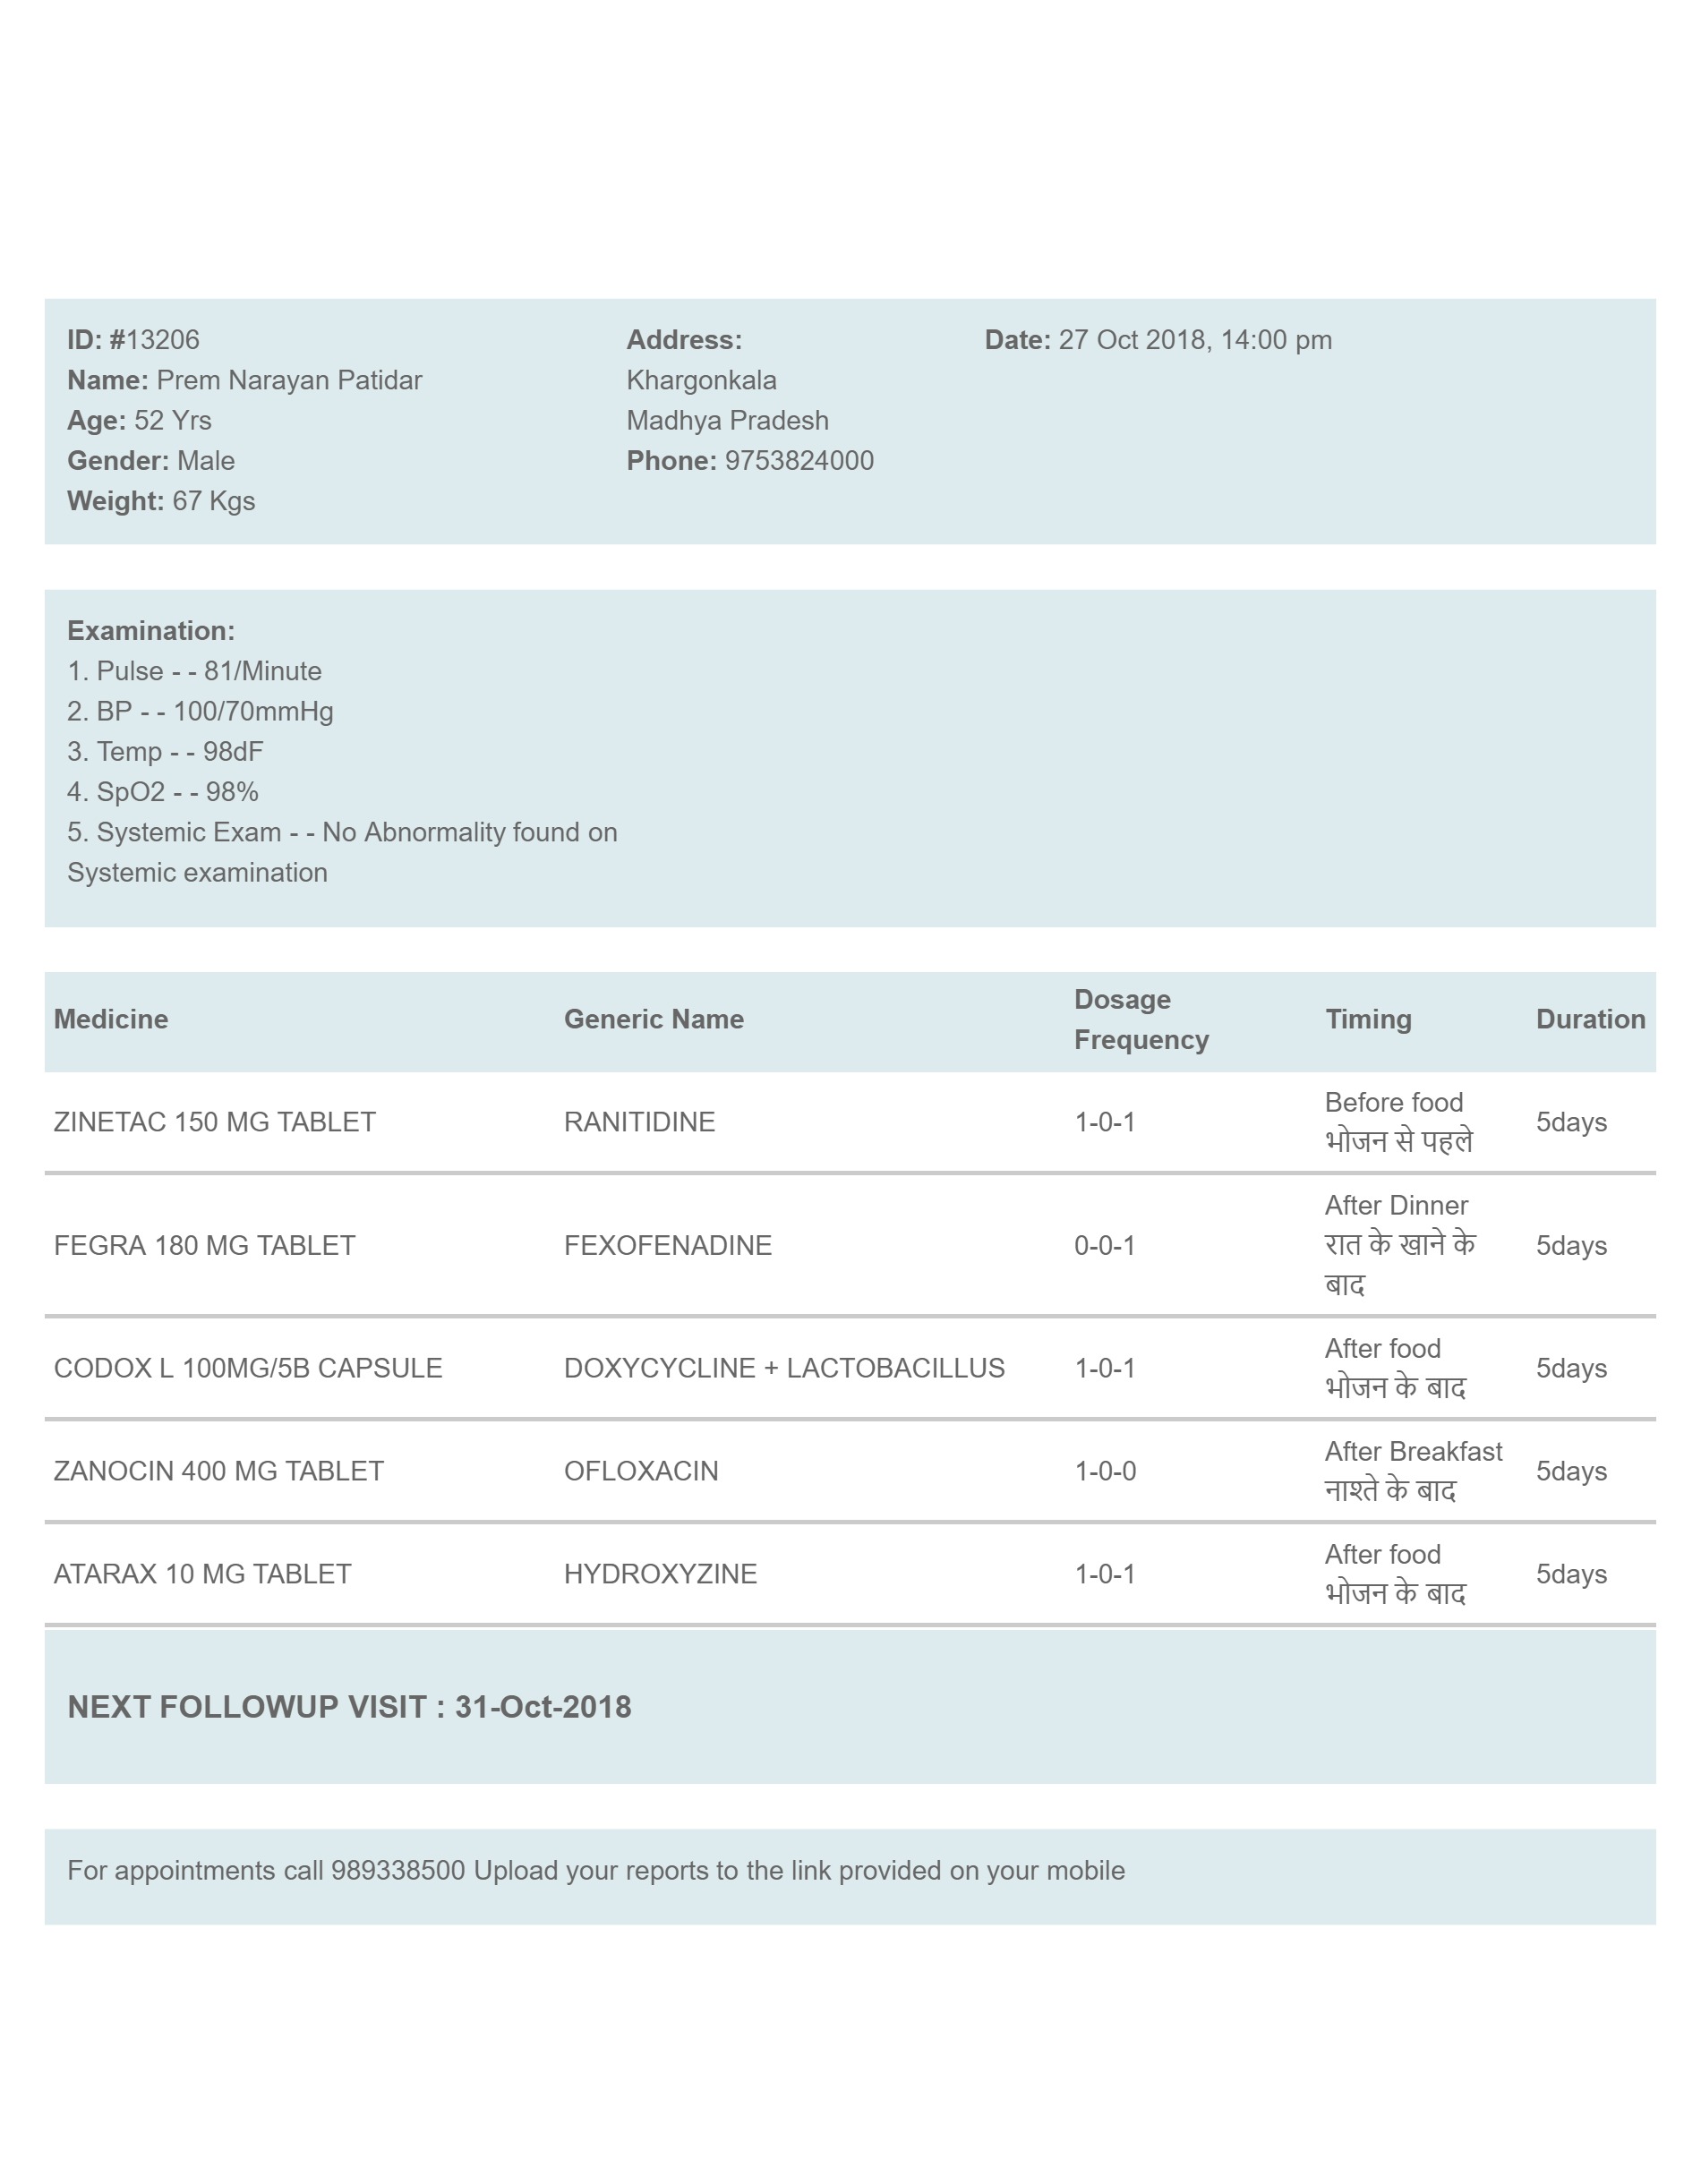 ID: #13206
Name: Prem Narayan Patidar
Age: 52 Yrs
Gender: Male
Weight: 67 Kgs
Address:
Khargonkala
Madhya Pradesh
Phone: 9753824000
Date: 27 Oct 2018, 14:00 pm
Examination:
1. Pulse - - 81/Minute
2. BP - - 100/70mmHg
3. Temp - - 98dF
4. SpO2 - - 98%
5. Systemic Exam - - No Abnormality found on
Systemic examination
Medicine Generic Name Dosage Frequency Timing Duration
ZINETAC 150 MG TABLET RANITIDINE 1-0-1 Before food 5days
भोजन से पहले
FEGRA 180 MG TABLET FEXOFENADINE 0-0-1 After Dinner 5days
रात के खाने के
बाद
CODOX L 100MG/5B CAPSULE DOXYCYCLINE + LACTOBACILLUS 1-0-1 After food 5days
भोजन के बाद
ZANOCIN 400 MG TABLET OFLOXACIN 1-0-0 After Breakfast 5days
नाश्ते के बाद
ATARAX 10 MG TABLET HYDROXYZINE 1-0-1 After food 5days
भोजन के बाद
NEXT FOLLOWUP VISIT : 31-Oct-2018
For appointments call 989338500 Upload your reports to the link provided on your mobile